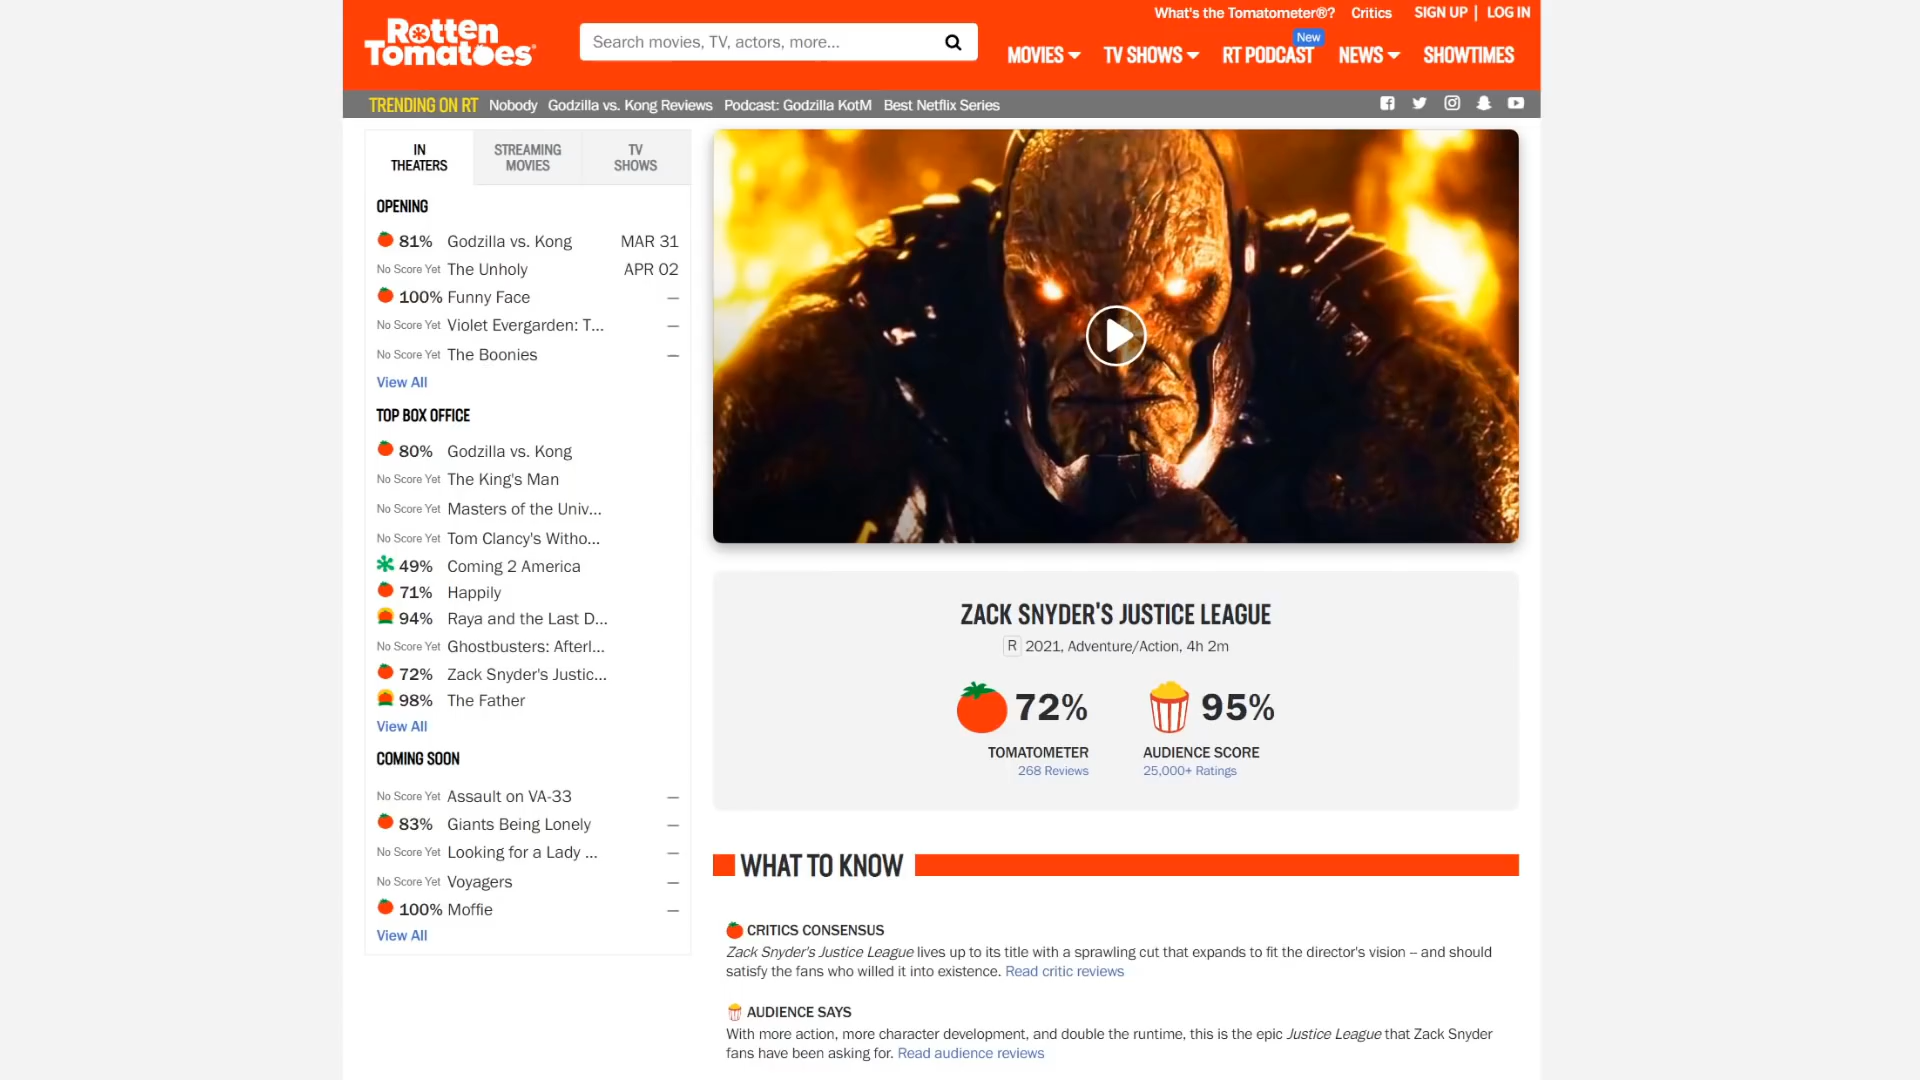 What's the Tomatometer®? Critics SIGN UP | LOG IN
Rotten
Tomatoes®
Search movies, TV, actors, more...
New
MOVIES TV SHOWS RT PODCAST NEWS SHOWTIMES
TRENDING ON RT Nobody Godzilla vs. Kong Reviews Podcast: Godzilla KotM Best Netflix Series
IN THEATERS
STREAMING MOVIES
TV SHOWS
OPENING
81% Godzilla vs. Kong MAR 31
No Score Yet The Unholy APR 02
100% Funny Face –
No Score Yet Violet Evergarden: T... –
No Score Yet The Boonies –
View All
TOP BOX OFFICE
80% Godzilla vs. Kong
No Score Yet The King's Man
No Score Yet Masters of the Univ...
No Score Yet Tom Clancy's Witho...
49% Coming 2 America
71% Happily
94% Raya and the Last D...
No Score Yet Ghostbusters: Afterl...
72% Zack Snyder's Justic...
98% The Father
View All
COMING SOON
No Score Yet Assault on VA-33 –
83% Giants Being Lonely –
No Score Yet Looking for a Lady ... –
No Score Yet Voyagers –
100% Moffie –
View All
ZACK SNYDER'S JUSTICE LEAGUE
R 2021, Adventure/Action, 4h 2m
72% 95%
TOMATOMETER AUDIENCE SCORE
268 Reviews 25,000+ Ratings
WHAT TO KNOW
CRITICS CONSENSUS
Zack Snyder's Justice League lives up to its title with a sprawling cut that expands to fit the director's vision – and should
satisfy the fans who willed it into existence. Read critic reviews
AUDIENCE SAYS
With more action, more character development, and double the runtime, this is the epic Justice League that Zack Snyder
fans have been asking for. Read audience reviews